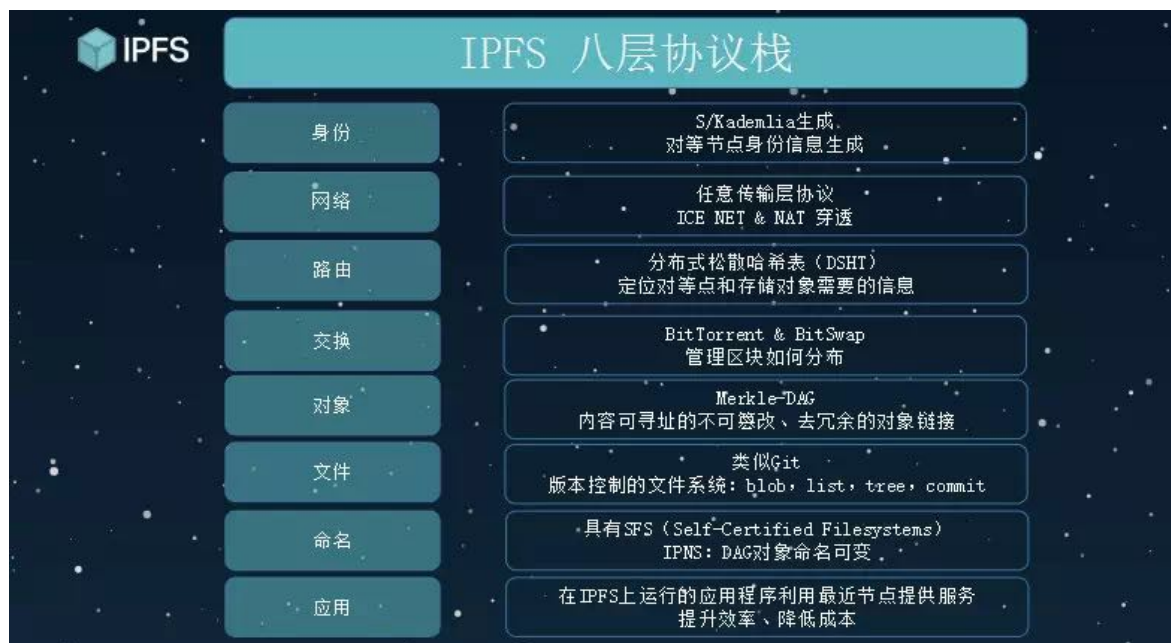 IPFS
IPFS 八层协议栈
身份
S/Kademlia生成
对等节点身份信息生成
网络
任意传输层协议
ICE NET & NAT 穿透
路由
分布式松散哈希表（DSHT）
定位对等点和存储对象需要的信息
交换
BitTorrent & BitSwap
管理区块如何分布
对象
Merkle-DAG
内容可寻址的不可篡改、去冗余的对象链接
文件
类似Git
版本控制的文件系统：blob，list，tree，commit
命名
具有SFS（Self-Certified Filesystems）
IPNS：DAG对象命名可变
应用
在IPFS上运行的应用程序利用最近节点提供服务
提升效率、降低成本